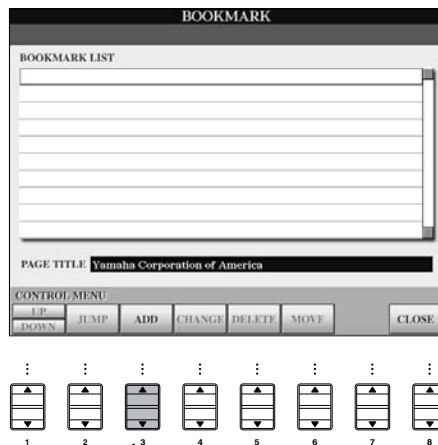 BOOKMARK
BOOKMARK LIST
PAGE TITLE Yamaha Corporation of America
CONTROL MENU
UP
DOWN
JUMP ADD CHANGE DELETE MOVE CLOSE
1 2 3 4 5 6 7 8